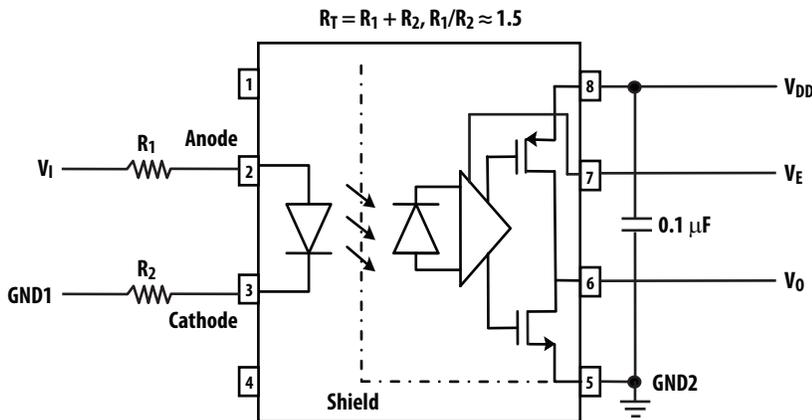 R_T = R_1 + R_2, R_1/R_2 ≈ 1.5
1
8
V_DD
R_1
Anode
V_I
2
7
V_E
0.1 μF
R_2
GND1
3
6
V_O
Cathode
4
5
GND2
Shield